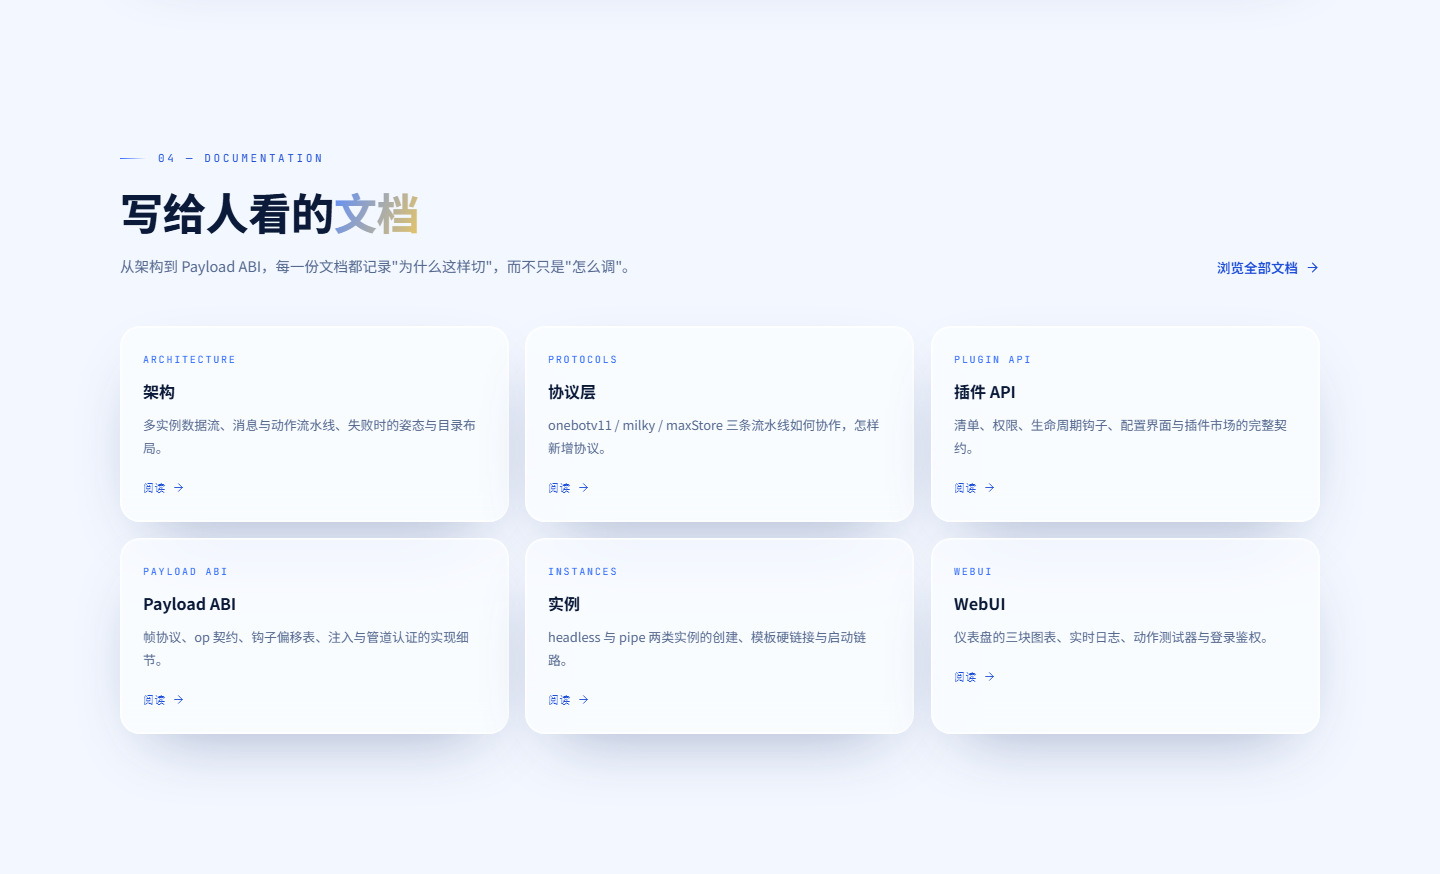 04 — DOCUMENTATION
写给人看的文档
从架构到 Payload ABI，每一份文档都记录"为什么这样切"，而不只是"怎么调"。
浏览全部文档 →
ARCHITECTURE
架构
多实例数据流、消息与动作流水线、失败时的姿态与目录布
局。
阅读 →
PROTOCOLS
协议层
onebotv11 / milky / maxStore 三条流水线如何协作，怎样
新增协议。
阅读 →
PLUGIN API
插件 API
清单、权限、生命周期钩子、配置界面与插件市场的完整契
约。
阅读 →
PAYLOAD ABI
Payload ABI
帧协议、op 契约、钩子偏移表、注入与管道认证的实现细
节。
阅读 →
INSTANCES
实例
headless 与 pipe 两类实例的创建、模板硬链接与启动链
路。
阅读 →
WEBUI
WebUI
仪表盘的三块图表、实时日志、动作测试器与登录鉴权。
阅读 →